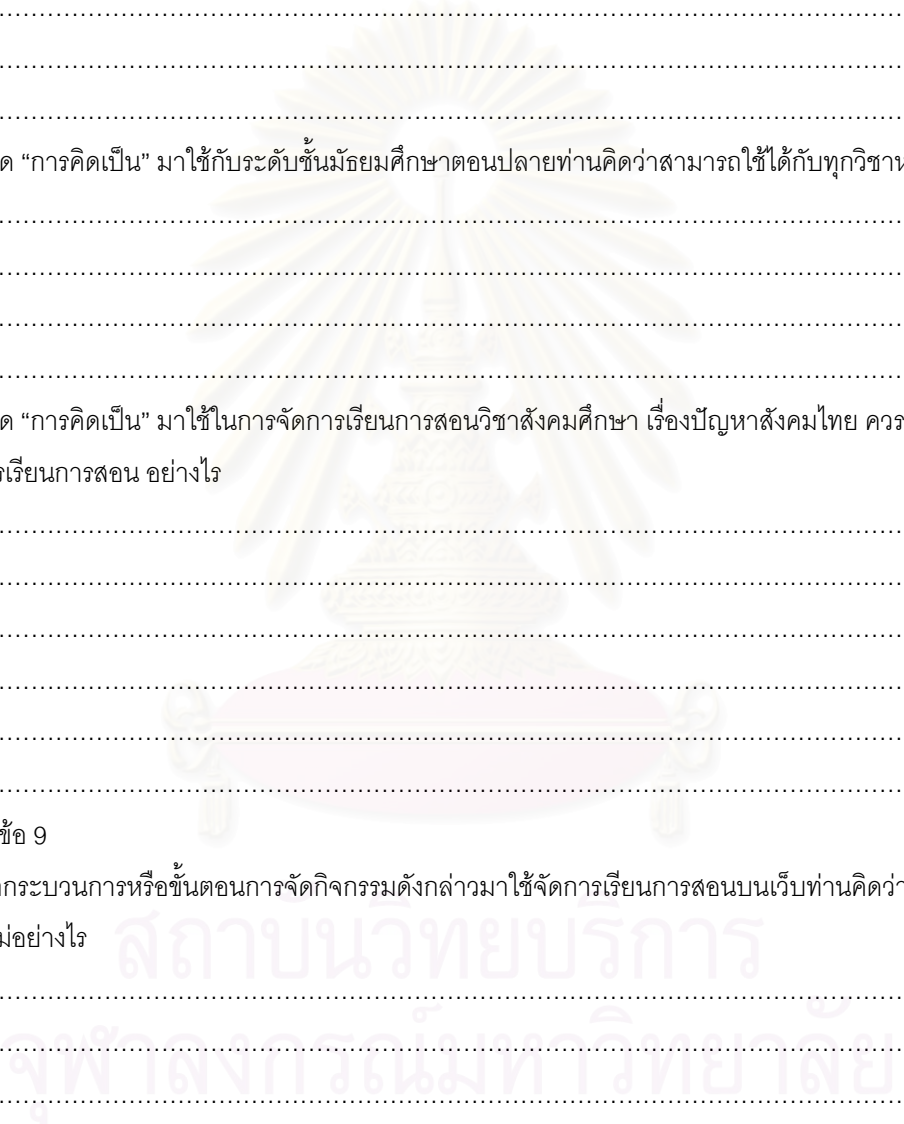 ……………………………………………………………………………
……………………………………………………………………………
……………………………………………………………………………
ด “การคิดเป็น” มาใช้กับระดับชั้นมัธยมศึกษาตอนปลายท่านคิดว่าสามารถใช้ได้กับทุกวิชาห
……………………………………………………………………………
……………………………………………………………………………
……………………………………………………………………………
……………………………………………………………………………
ด “การคิดเป็น” มาใช้ในการจัดการเรียนการสอนวิชาสังคมศึกษา เรื่องปัญหาสังคมไทย ควร
รเรียนการสอน อย่างไร
……………………………………………………………………………
……………………………………………………………………………
……………………………………………………………………………
……………………………………………………………………………
……………………………………………………………………………
……………………………………………………………………………
ข้อ 9
กระบวนการหรือขั้นตอนการจัดกิจกรรมดังกล่าวมาใช้จัดการเรียนการสอนบนเว็บท่านคิดว่า
ม่อย่างไร
สถาบันวิทยบริการ
……………………………………………………………………………
……………………………………………………………………………
จุฬาลงกรณ์มหาวิทยาลัย
……………………………………………………………………………